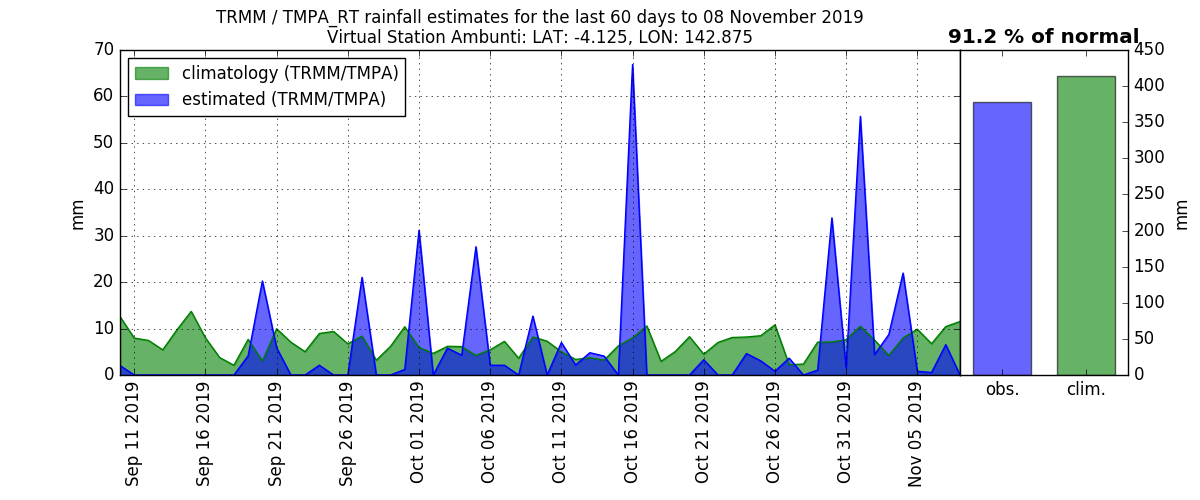 TRMM / TMPA_RT rainfall estimates for the last 60 days to 08 November 2019
Virtual Station Ambunti: LAT: -4.125, LON: 142.875
91.2 % of normal
climatology (TRMM/TMPA)
estimated (TRMM/TMPA)
70
60
50
40
30
20
10
0
mm
Sep 11 2019
Sep 16 2019
Sep 21 2019
Sep 26 2019
Oct 01 2019
Oct 06 2019
Oct 11 2019
Oct 16 2019
Oct 21 2019
Oct 26 2019
Oct 31 2019
Nov 05 2019
obs.
clim.
450
400
350
300
250
200
150
100
50
0
mm